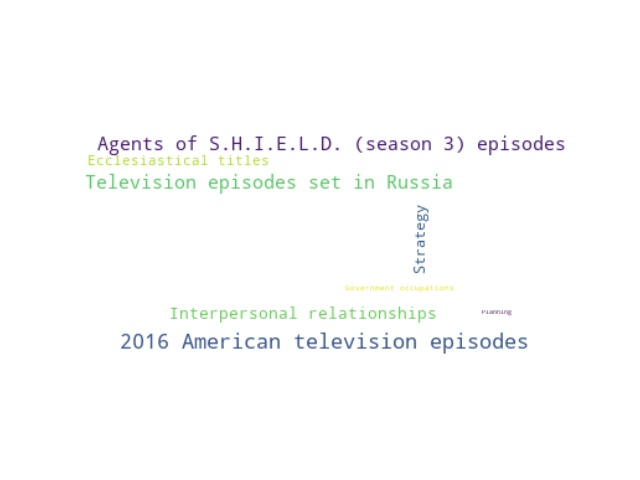 Agents of S.H.I.E.L.D. (season 3) episodes
Ecclesiastical titles
Television episodes set in Russia
Strategy
Government occupations
Interpersonal relationships
Planning
2016 American television episodes